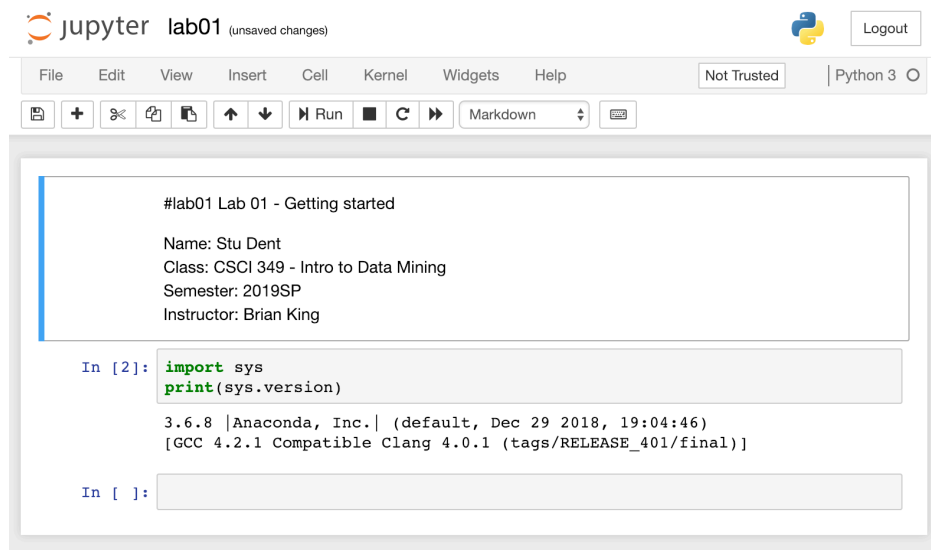 jupyter lab01 (unsaved changes)
Logout
File Edit View Insert Cell Kernel Widgets Help Not Trusted Python 3
Run Markdown
#lab01 Lab 01 - Getting started
Name: Stu Dent
Class: CSCI 349 - Intro to Data Mining
Semester: 2019SP
Instructor: Brian King
In [2]: import sys
print(sys.version)
3.6.8 |Anaconda, Inc.| (default, Dec 29 2018, 19:04:46)
[GCC 4.2.1 Compatible Clang 4.0.1 (tags/RELEASE_401/final)]
In [ ]: